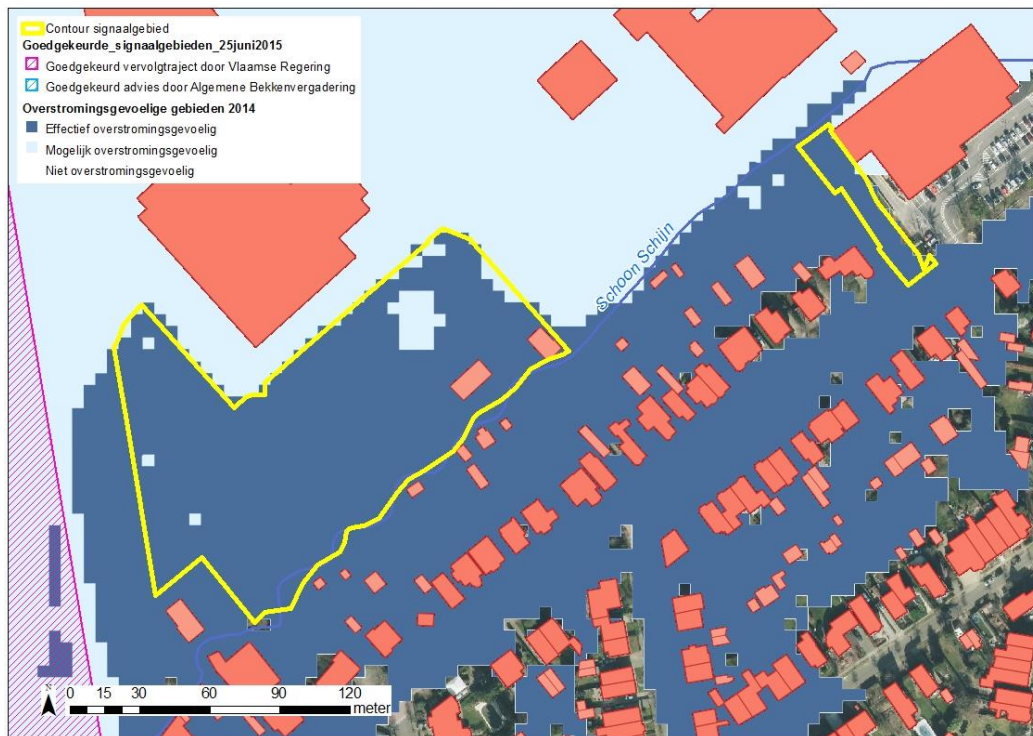 Contour signaalgebied
Goedgekeurde_signaalgebieden_25juni2015
Goedgekeurd vervolgtraject door Vlaamse Regering
Goedgekeurd advies door Algemene Bekkenvergadering
Overstromingsgevoelige gebieden 2014
Effectief overstromingsgevoelig
Mogelijk overstromingsgevoelig
Niet overstromingsgevoelig
Schoon Schijn
N
0 15 30 60 90 120
meter